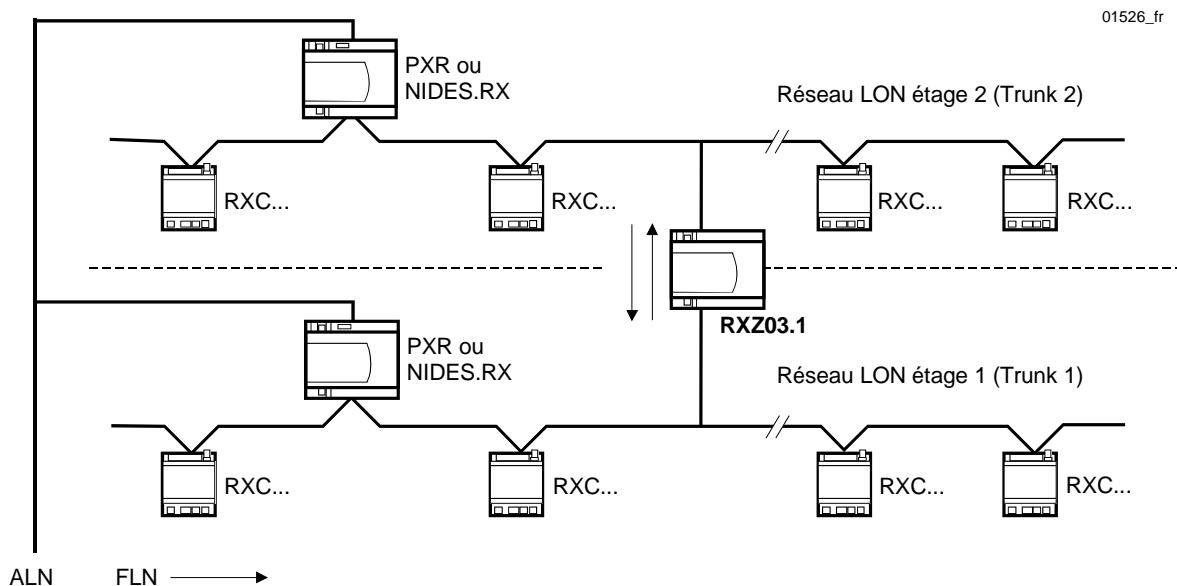 01526_fr
PXR ou
NIDES.RX
Réseau LON étage 2 (Trunk 2)
RXC...
RXC...
RXC...
RXC...
RXZ03.1
PXR ou
NIDES.RX
Réseau LON étage 1 (Trunk 1)
RXC...
RXC...
RXC...
RXC...
ALN
FLN